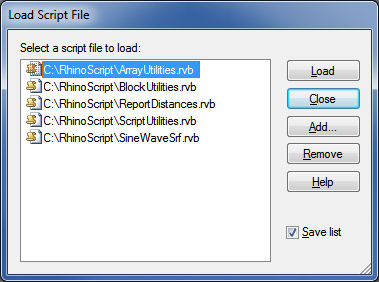 Load Script File
Select a script file to load:
C:\RhinoScript\ArrayUtilities.rvb
C:\RhinoScript\BlockUtilities.rvb
C:\RhinoScript\ReportDistances.rvb
C:\RhinoScript\ScriptUtilities.rvb
C:\RhinoScript\SineWaveSrf.rvb
Load
Close
Add...
Remove
Help
Save list